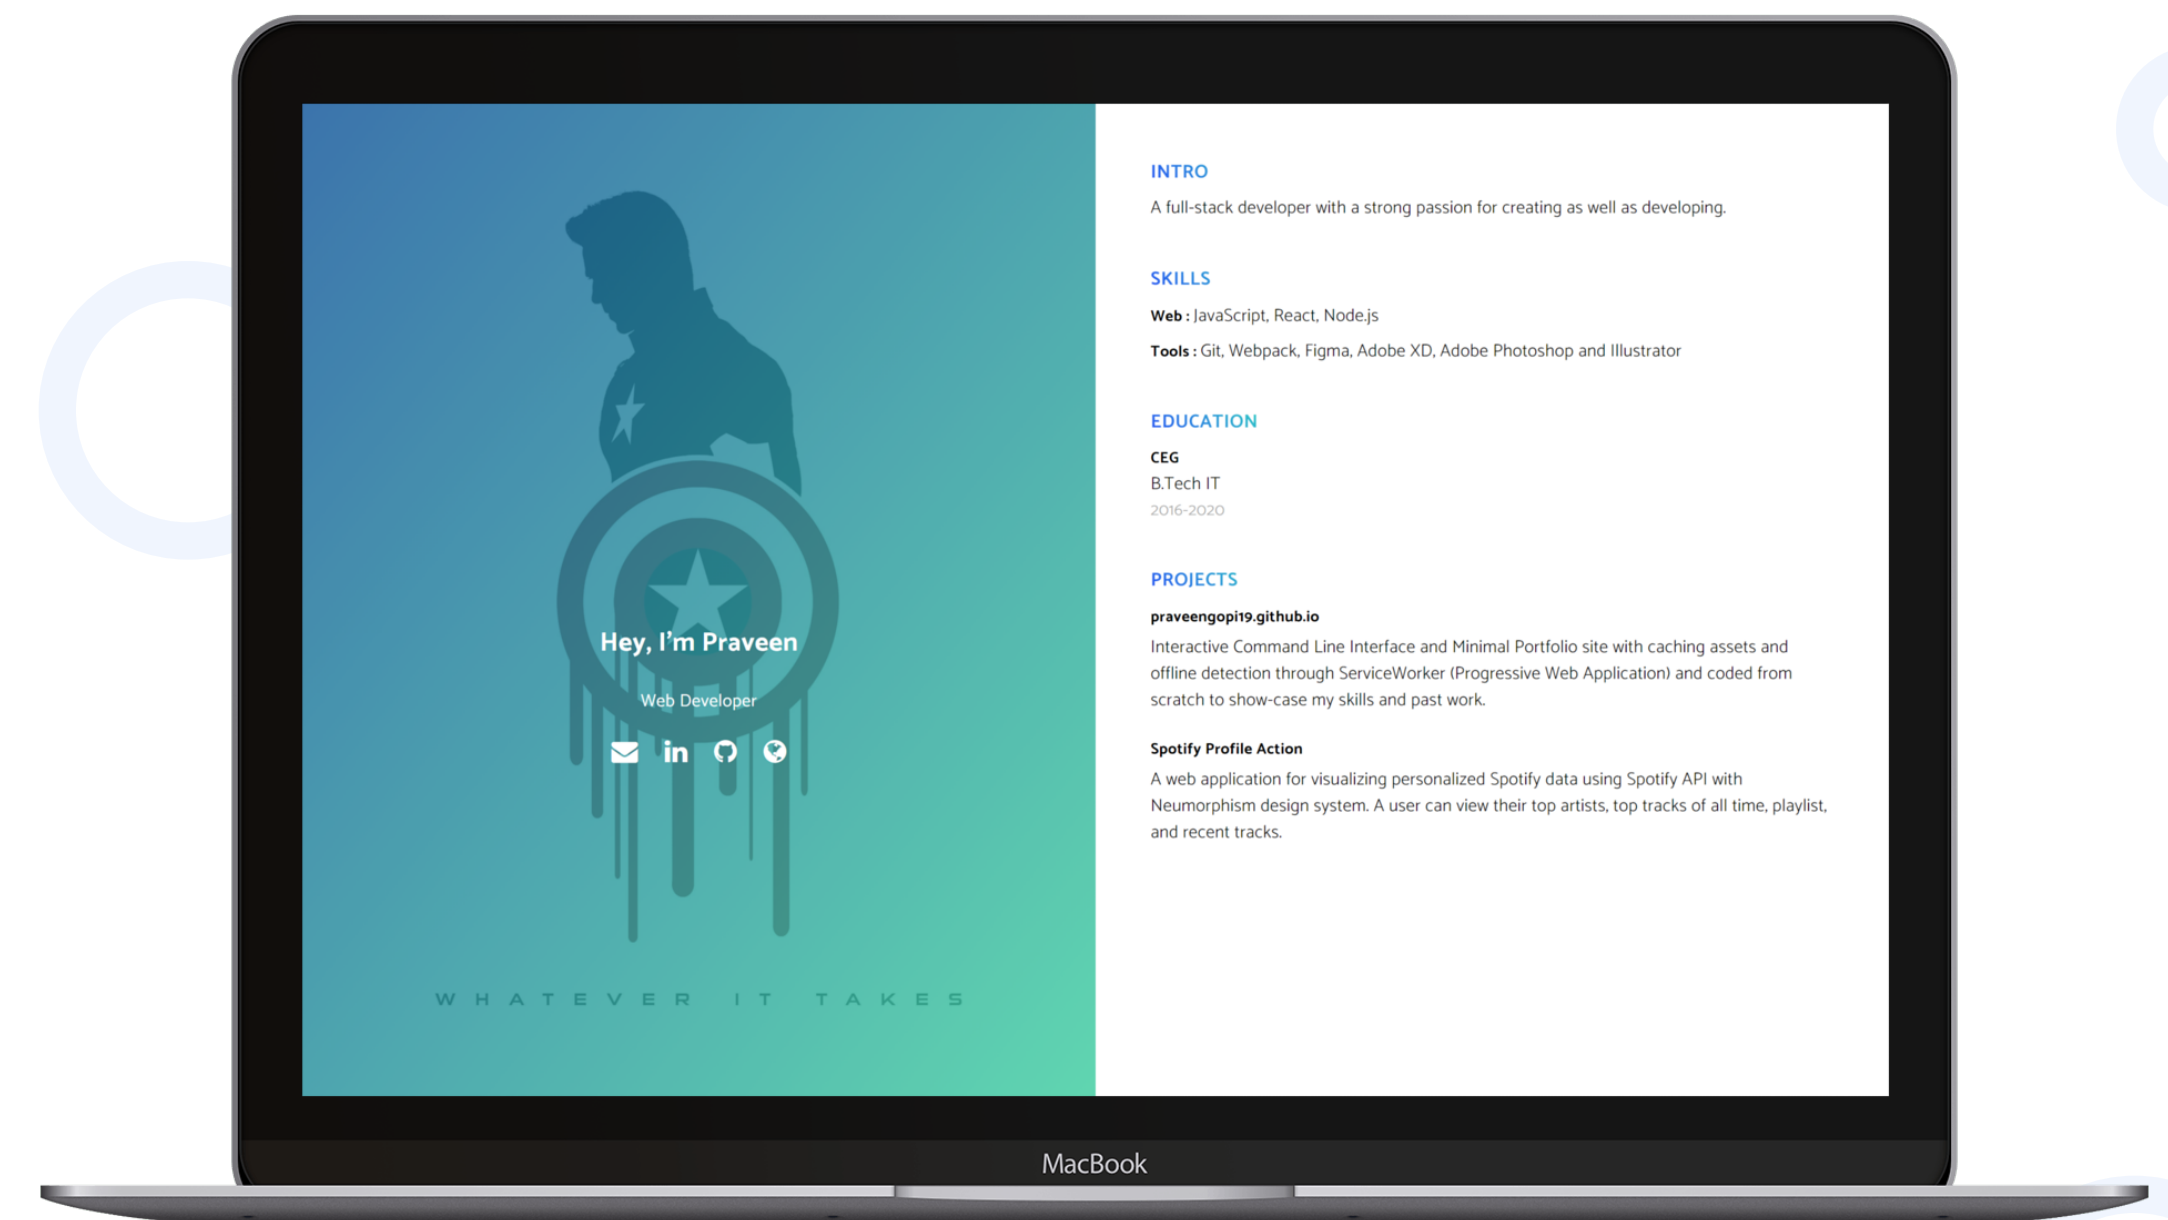 Hey, I'm Praveen
Web Developer
in
WHATEVER IT TAKES
INTRO
A full-stack developer with a strong passion for creating as well as developing.
SKILLS
Web : JavaScript, React, Node.js
Tools : Git, Webpack, Figma, Adobe XD, Adobe Photoshop and Illustrator
EDUCATION
CEG
B.Tech IT
2016-2020
PROJECTS
praveengopi19.github.io
Interactive Command Line Interface and Minimal Portfolio site with caching assets and
offline detection through ServiceWorker (Progressive Web Application) and coded from
scratch to show-case my skills and past work.
Spotify Profile Action
A web application for visualizing personalized Spotify data using Spotify API with
Neumorphism design system. A user can view their top artists, top tracks of all time, playlist,
and recent tracks.
MacBook